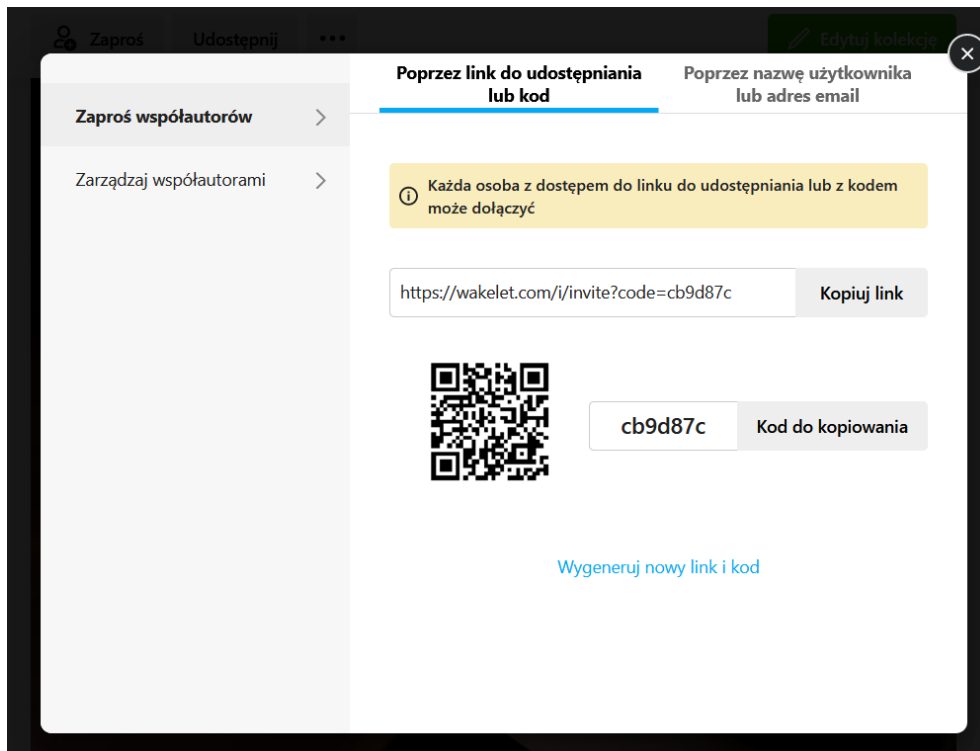 Zaproś
Udostępnij
Edytuj kolekcję
Zaproś współautorów
Zarządzaj współautorami
Poprzez link do udostępniania
lub kod
Poprzez nazwę użytkownika
lub adres email
Każda osoba z dostępem do linku do udostępniania lub z kodem
może dołączyć
https://wakelet.com/i/invite?code=cb9d87c
Kopiuj link
cb9d87c
Kod do kopiowania
Wygeneruj nowy link i kod